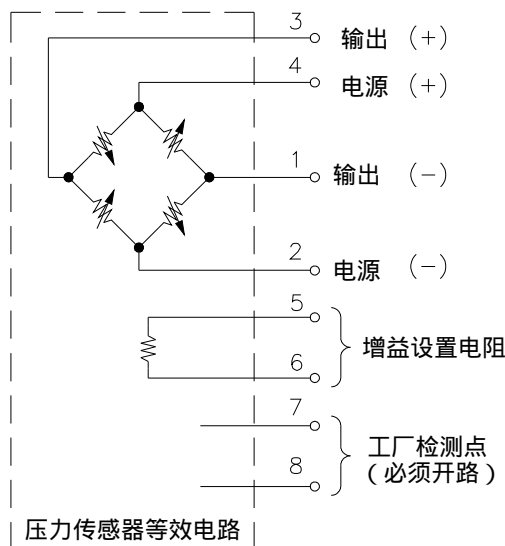 3 输出 (+)
4 电源 (+)
1 输出 (-)
2 电源 (-)
5
增益设置电阻
6
7
工厂检测点
8
(必须开路)
压力传感器等效电路